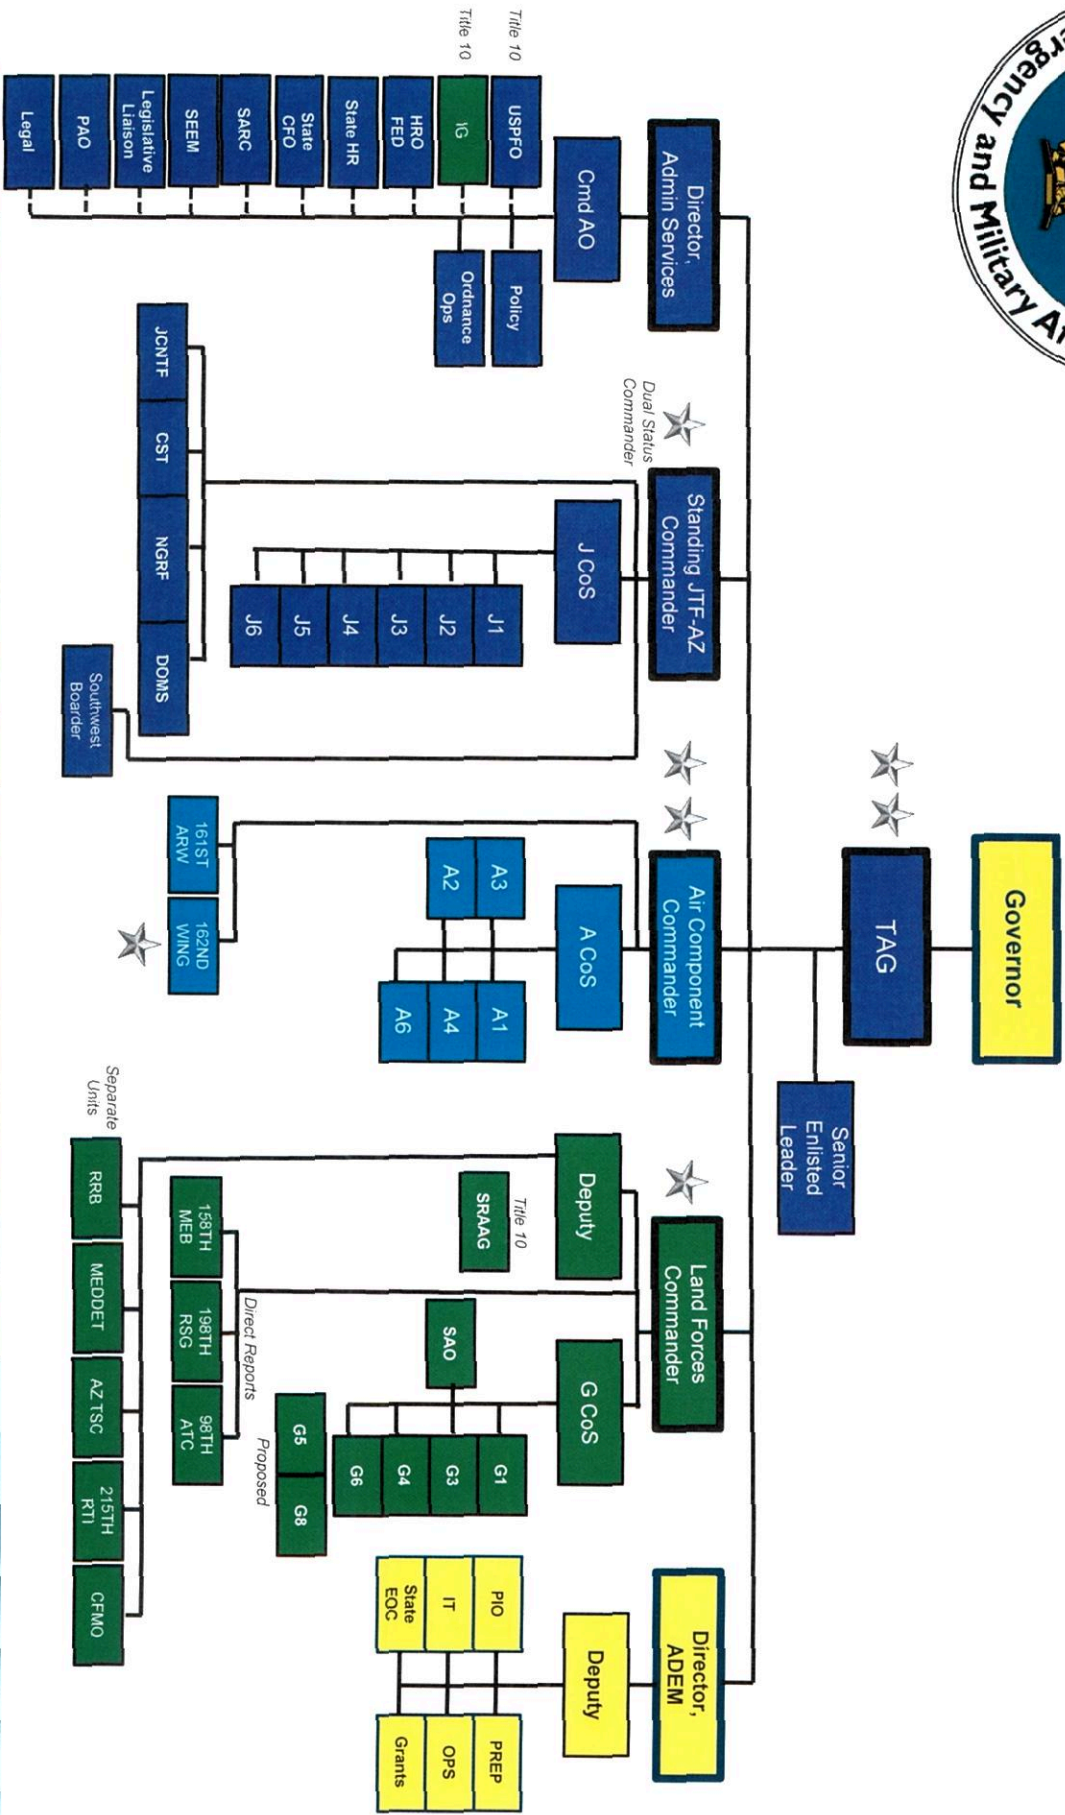 ergency and Military Af
Governor
TAG
Senior
Enlisted
Leader
Director,
Admin Services
Dual Status
Commander
Standing JTF-AZ
Commander
Air Component
Commander
Land Forces
Commander
Director,
ADEM
Cmd AO
Title 10
USPFO
Policy
Title 10
IG
Ordnance
Ops
HRO
FED
State HR
State
CFO
SARC
SEEM
Legislative
Liaison
PAO
Legal
J CoS
J1
J2
J3
J4
J5
J6
JCNTF
CST
NGRF
DOMS
Southwest
Boarder
A CoS
A3
A1
A2
A4
A6
161ST
ARW
162ND
WING
Deputy
Title 10
SRAAG
G CoS
SAO
G1
G3
G4
G6
G5
G8
Proposed
Direct Reports
158TH
MEB
198TH
RSG
98TH
ATC
Separate
Units
RRB
MEDDET
AZ TSC
215TH
RTI
CFMO
Deputy
PIO
PREP
IT
OPS
State
EOC
Grants